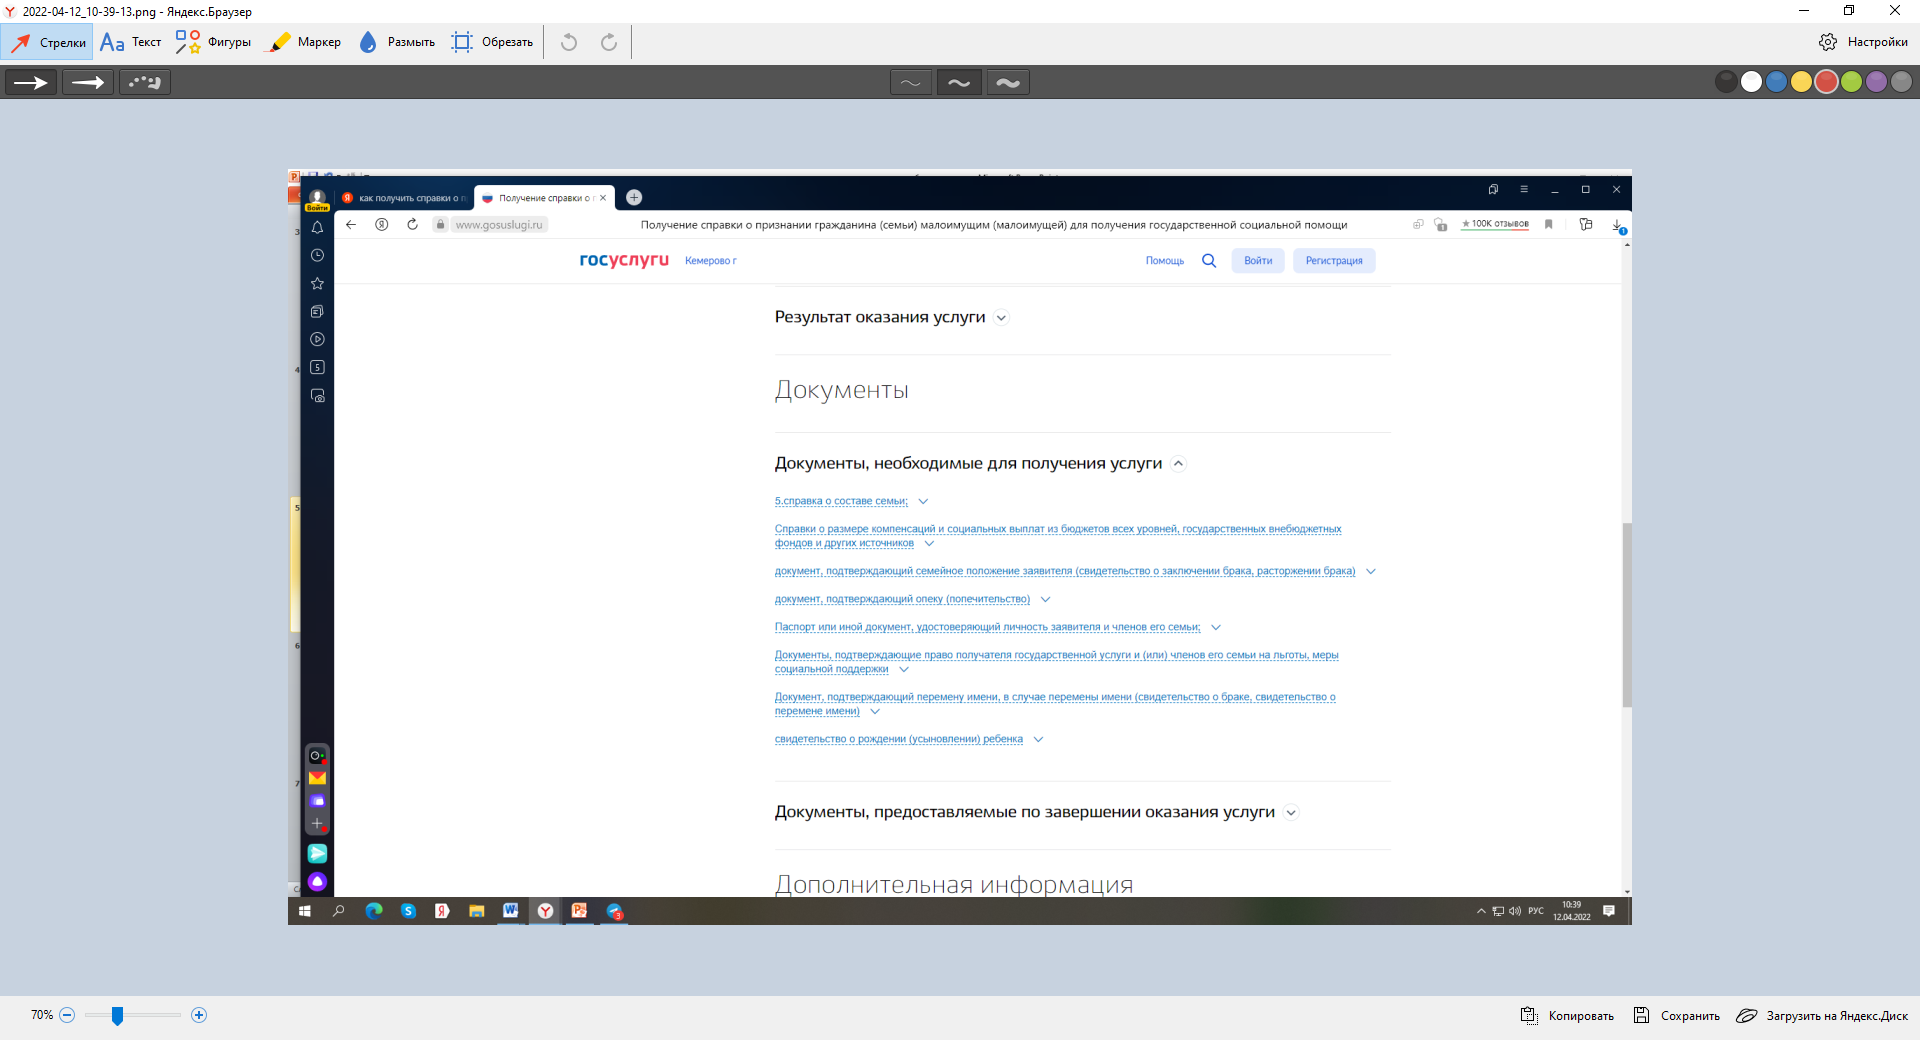 2022-04-12_10-39-13.png - Яндекс.Браузер
Стрелки
Текст
Фигуры
Маркер
Размыть
Обрезать
Настройки
Я как получить справки о
Получение справки о
Войти
www.gosuslugi.ru
Получение справки о признании гражданина (семьи) малоимущим (малоимущей) для получения государственной социальной помощи
100К отзывов
госуслуги
Кемерово г
Помощь
Войти
Регистрация
Результат оказания услуги
Документы
Документы, необходимые для получения услуги
5.справка о составе семьи;
Справки о размере компенсаций и социальных выплат из бюджетов всех уровней, государственных внебюджетных
фондов и других источников
документ, подтверждающий семейное положение заявителя (свидетельство о заключении брака, расторжении брака)
документ, подтверждающий опеку (попечительство)
Паспорт или иной документ, удостоверяющий личность заявителя и членов его семьи;
Документы, подтверждающие право получателя государственной услуги и (или) членов его семьи на льготы, меры
социальной поддержки
Документ, подтверждающий перемену имени, в случае перемены имени (свидетельство о браке, свидетельство о
перемене имени)
свидетельство о рождении (усыновлении) ребенка
Документы, предоставляемые по завершении оказания услуги
Дополнительная информация
РУС
10:39
12.04.2022
70%
Копировать
Сохранить
Загрузить на Яндекс.Диск